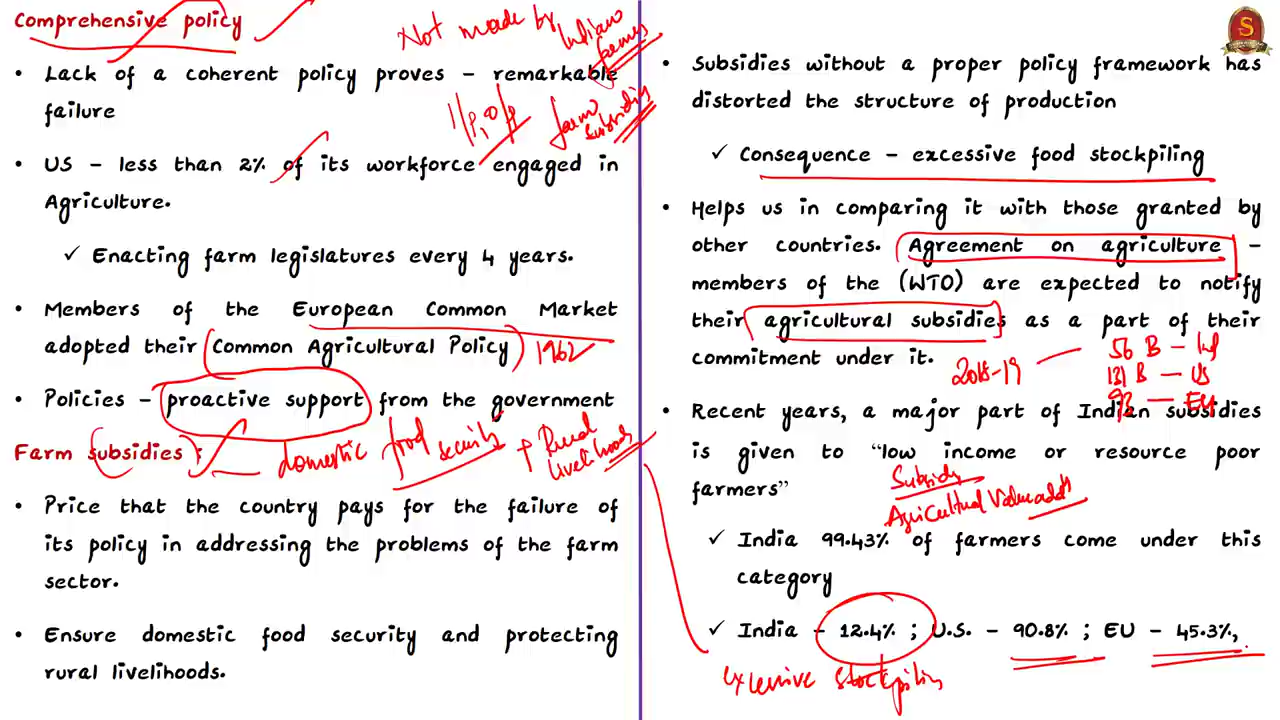 Comprehensive policy
Not made by Indian
farmers
• Lack of a coherent policy proves - remarkable
failure
I/P, O/P farm
subsidies
• US - less than 2% of its workforce engaged in
Agriculture.
✓ Enacting farm legislatures every 4 years.
• Members of the European Common Market
adopted their Common Agricultural Policy 1962
• Policies - proactive support from the government
Farm subsidies :
domestic food security + Rural
livelihoods
• Price that the country pays for the failure of
its policy in addressing the problems of the farm
sector.
• Ensure domestic food security and protecting
rural livelihoods.
S
• Subsidies without a proper policy framework has
distorted the structure of production
✓ Consequence - excessive food stockpiling
• Helps us in comparing it with those granted by
other countries. Agreement on agriculture -
members of the (WTO) are expected to notify
their agricultural subsidies as a part of their
commitment under it.
2018-19
56 B - Ind
131 B - US
93 - EU
• Recent years, a major part of Indian subsidies
is given to "low income or resource poor
farmers"
Subsidy
Agricultural Value add
✓ India 99.43% of farmers come under this
category
✓ India - 12.4% ; U.S. - 90.8% ; EU - 45.3%,
excessive stockpiling